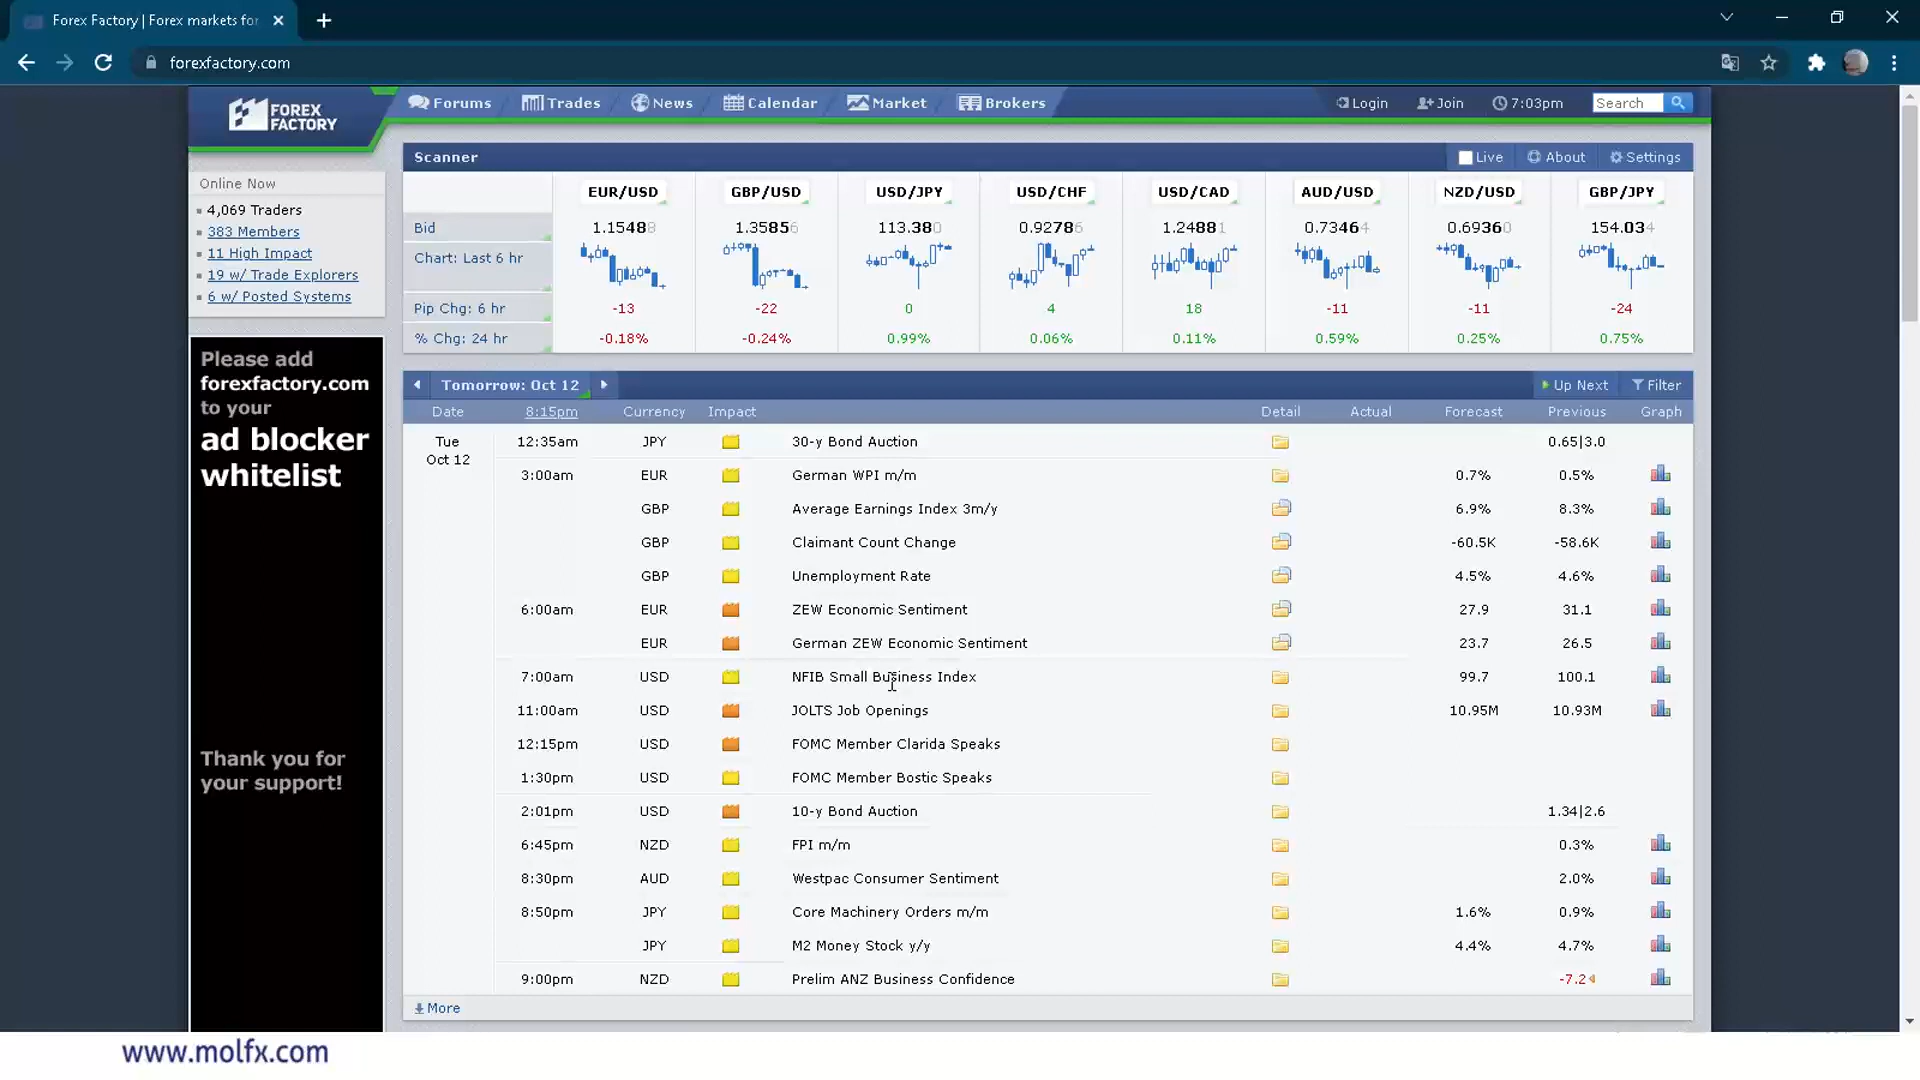 Forex Factory | Forex markets for
forexfactory.com
FOREX FACTORY
Forums Trades News Calendar Market Brokers Login Join 7:03pm Search
Online Now
4,069 Traders
383 Members
11 High Impact
19 w/ Trade Explorers
6 w/ Posted Systems
Please add
forexfactory.com
to your
ad blocker
whitelist
Thank you for
your support!
Scanner Live About Settings
EUR/USD GBP/USD USD/JPY USD/CHF USD/CAD AUD/USD NZD/USD GBP/JPY
Bid 1.15488 1.35856 113.380 0.92786 1.24881 0.73464 0.69360 154.034
Chart: Last 6 hr
Pip Chg: 6 hr -13 -22 0 4 18 -11 -11 -24
% Chg: 24 hr -0.18% -0.24% 0.99% 0.06% 0.11% 0.59% 0.25% 0.75%
Tomorrow: Oct 12 Up Next Filter
Date 8:15pm Currency Impact Detail Actual Forecast Previous Graph
Tue
Oct 12
12:35am JPY 30-y Bond Auction 0.65|3.0
3:00am EUR German WPI m/m 0.7% 0.5%
GBP Average Earnings Index 3m/y 6.9% 8.3%
GBP Claimant Count Change -60.5K -58.6K
GBP Unemployment Rate 4.5% 4.6%
6:00am EUR ZEW Economic Sentiment 27.9 31.1
EUR German ZEW Economic Sentiment 23.7 26.5
7:00am USD NFIB Small Business Index 99.7 100.1
11:00am USD JOLTS Job Openings 10.95M 10.93M
12:15pm USD FOMC Member Clarida Speaks
1:30pm USD FOMC Member Bostic Speaks
2:01pm USD 10-y Bond Auction 1.34|2.6
6:45pm NZD FPI m/m 0.3%
8:30pm AUD Westpac Consumer Sentiment 2.0%
8:50pm JPY Core Machinery Orders m/m 1.6% 0.9%
JPY M2 Money Stock y/y 4.4% 4.7%
9:00pm NZD Prelim ANZ Business Confidence -7.2
More
www.molfx.com